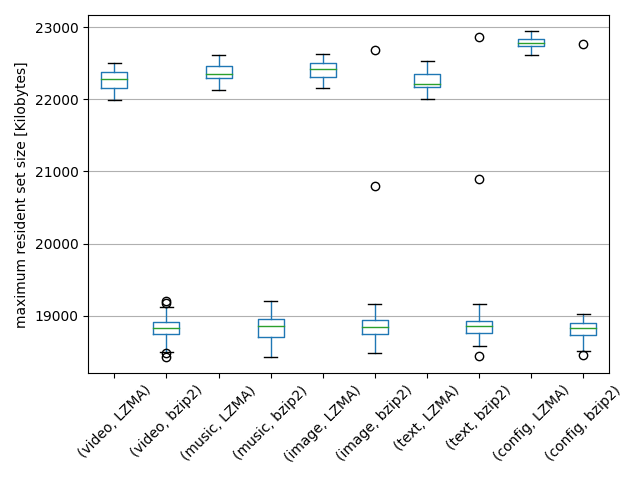 23000
22000
21000
20000
19000
maximum resident set size [Kilobytes]
(video, LZMA)
(video, bzip2)
(music, LZMA)
(music, bzip2)
(image, LZMA)
(image, bzip2)
(text, LZMA)
(text, bzip2)
(config, LZMA)
(config, bzip2)